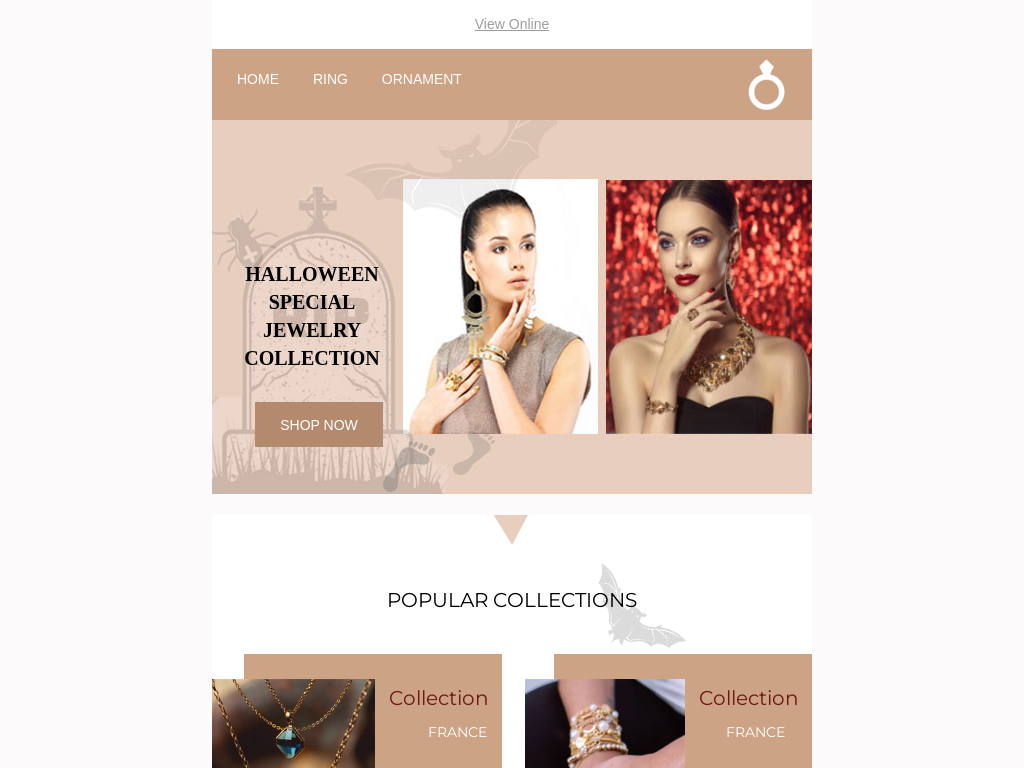 View Online
HOME RING ORNAMENT
HALLOWEEN
SPECIAL
JEWELRY
COLLECTION
SHOP NOW
POPULAR COLLECTIONS
Collection
FRANCE
Collection
FRANCE